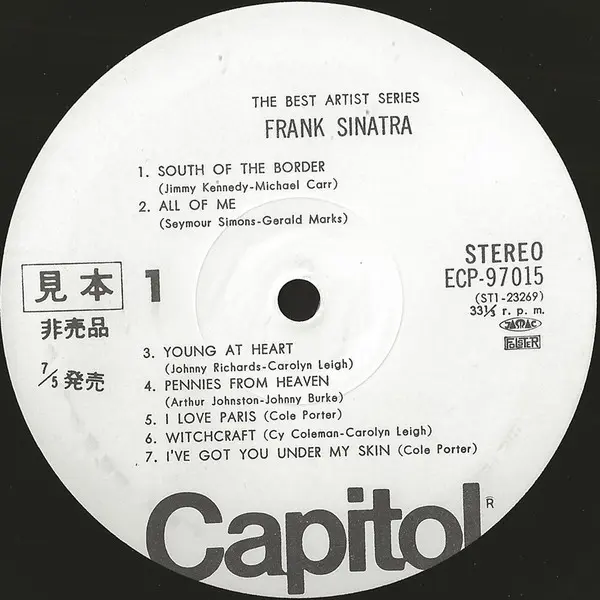 THE BEST ARTIST SERIES
FRANK SINATRA
1. SOUTH OF THE BORDER
(Jimmy Kennedy-Michael Carr)
2. ALL OF ME
(Seymour Simons-Gerald Marks)
見本 1
非売品
7/5 発売
STEREO
ECP-97015
(ST1-23269)
33⅓ r. p. m.
JASRAC
POLYSTER
3. YOUNG AT HEART
(Johnny Richards-Carolyn Leigh)
4. PENNIES FROM HEAVEN
(Arthur Johnston-Johnny Burke)
5. I LOVE PARIS (Cole Porter)
6. WITCHCRAFT (Cy Coleman-Carolyn Leigh)
7. I'VE GOT YOU UNDER MY SKIN (Cole Porter)
Capitol®